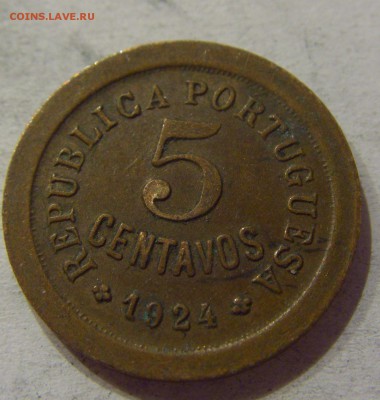 COINS.LAVE.RU
REPUBLICA PORTUGUESA
5
CENTAVOS
* 1924 *